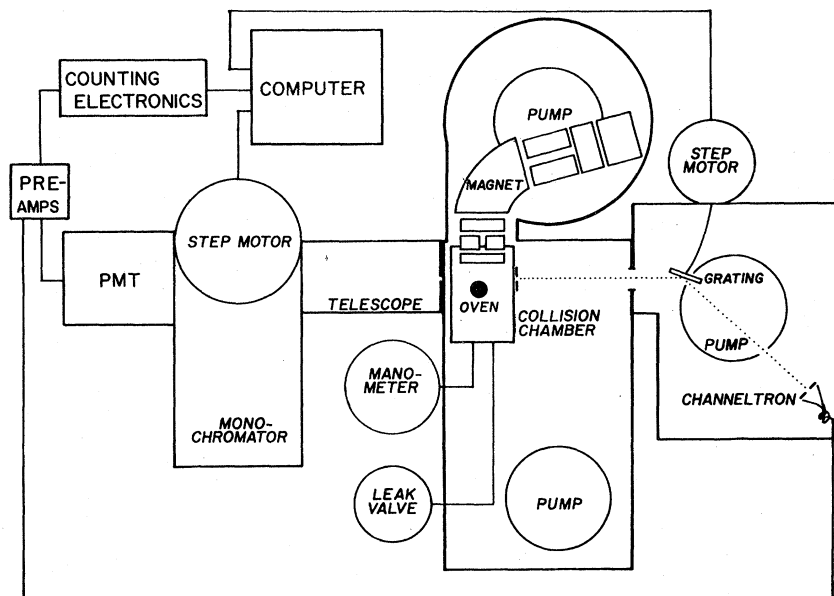 COUNTING
ELECTRONICS
COMPUTER
PUMP
STEP
MOTOR
PRE-
AMPS
MAGNET
STEP MOTOR
PMT
TELESCOPE
OVEN
COLLISION
CHAMBER
GRATING
PUMP
MANO-
METER
CHANNELTRON
MONO-
CHROMATOR
LEAK
VALVE
PUMP